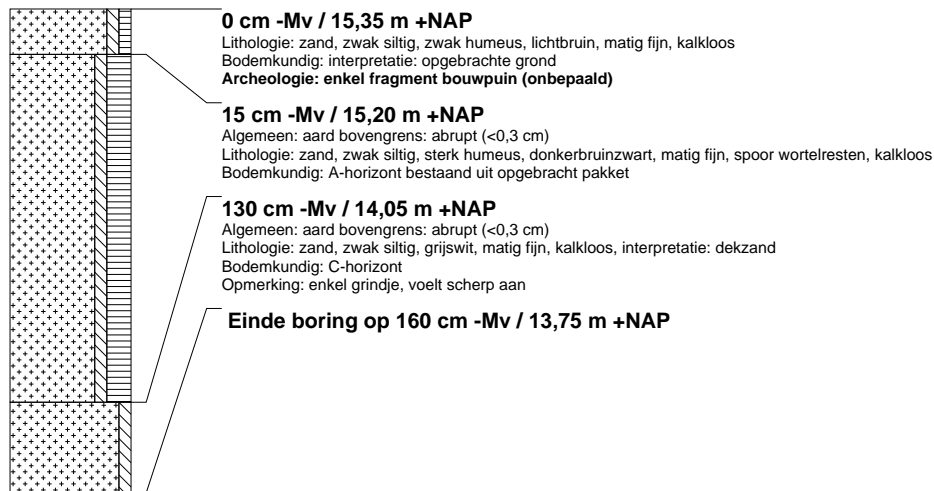 0 cm -Mv / 15,35 m +NAP
Lithologie: zand, zwak siltig, zwak humeus, lichtbruin, matig fijn, kalkloos
Bodemkundig: interpretatie: opgebrachte grond
Archeologie: enkel fragment bouwpuin (onbepaald)
15 cm -Mv / 15,20 m +NAP
Algemeen: aard bovengrens: abrupt (<0,3 cm)
Lithologie: zand, zwak siltig, sterk humeus, donkerbruinzwart, matig fijn, spoor wortelresten, kalkloos
Bodemkundig: A-horizont bestaand uit opgebracht pakket
130 cm -Mv / 14,05 m +NAP
Algemeen: aard bovengrens: abrupt (<0,3 cm)
Lithologie: zand, zwak siltig, grijswit, matig fijn, kalkloos, interpretatie: dekzand
Bodemkundig: C-horizont
Opmerking: enkel grindje, voelt scherp aan
Einde boring op 160 cm -Mv / 13,75 m +NAP